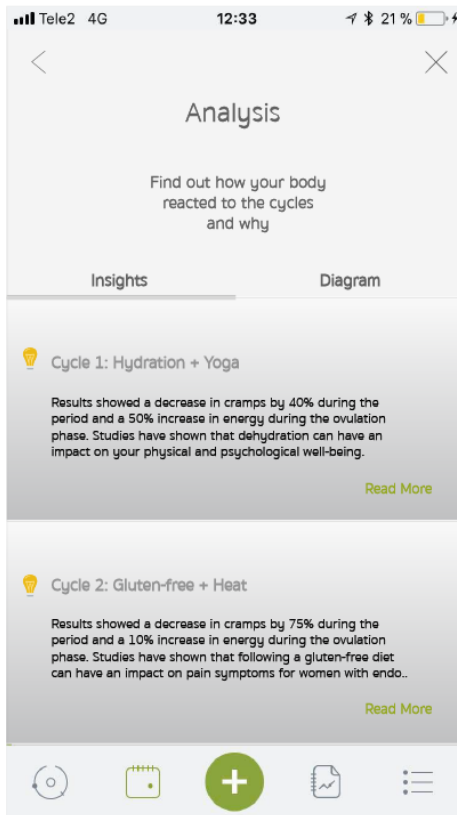 Tele2 4G 12:33 21 %
Analysis
Find out how your body
reacted to the cycles
and why
Insights Diagram
Cycle 1: Hydration + Yoga
Results showed a decrease in cramps by 40% during the
period and a 50% increase in energy during the ovulation
phase. Studies have shown that dehydration can have an
impact on your physical and psychological well-being.
Read More
Cycle 2: Gluten-free + Heat
Results showed a decrease in cramps by 75% during the
period and a 10% increase in energy during the ovulation
phase. Studies have shown that following a gluten-free diet
can have an impact on pain symptoms for women with endo..
Read More